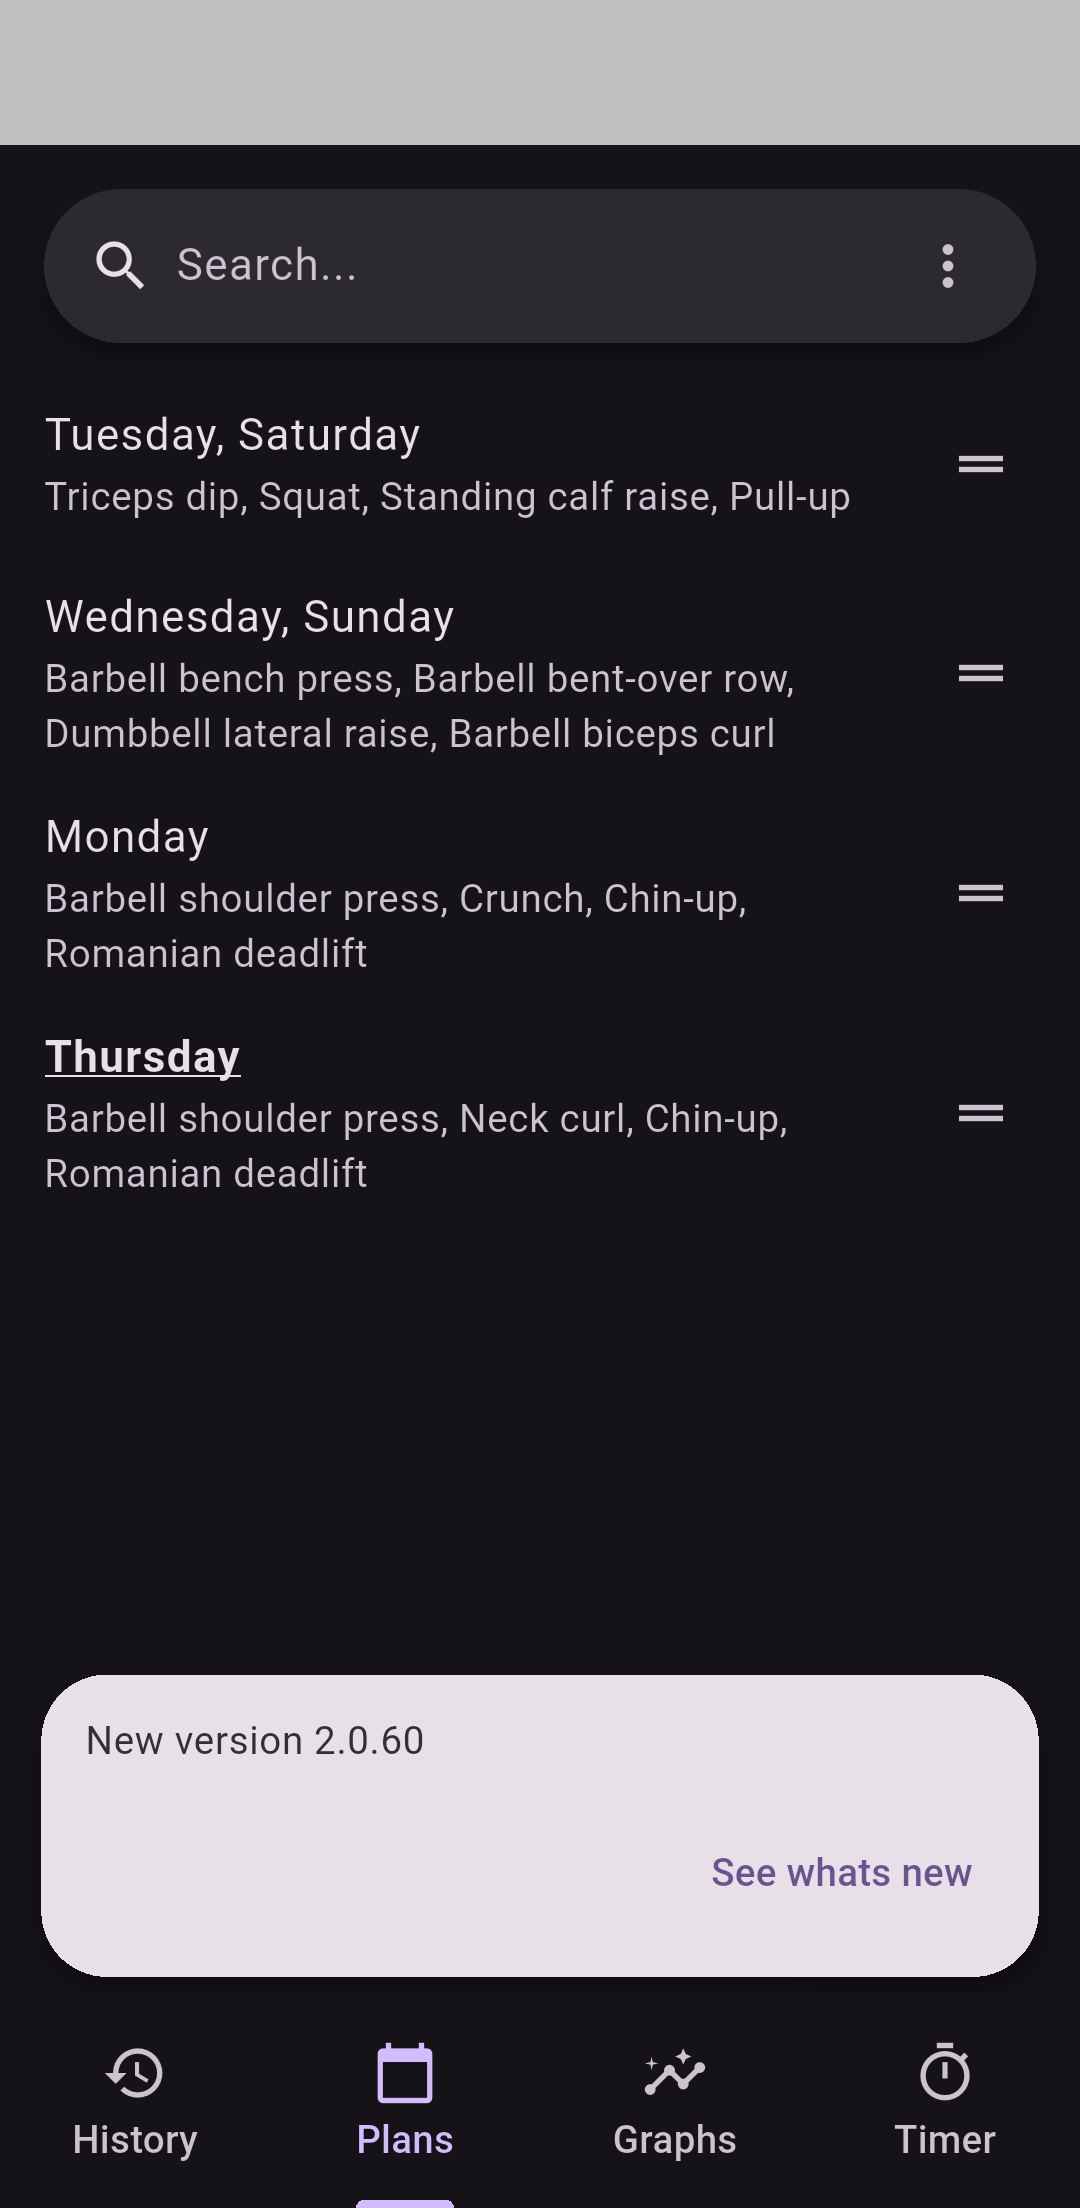 Search...
Tuesday, Saturday
Triceps dip, Squat, Standing calf raise, Pull-up
Wednesday, Sunday
Barbell bench press, Barbell bent-over row,
Dumbbell lateral raise, Barbell biceps curl
Monday
Barbell shoulder press, Crunch, Chin-up,
Romanian deadlift
Thursday
Barbell shoulder press, Neck curl, Chin-up,
Romanian deadlift
New version 2.0.60
See whats new
History
Plans
Graphs
Timer